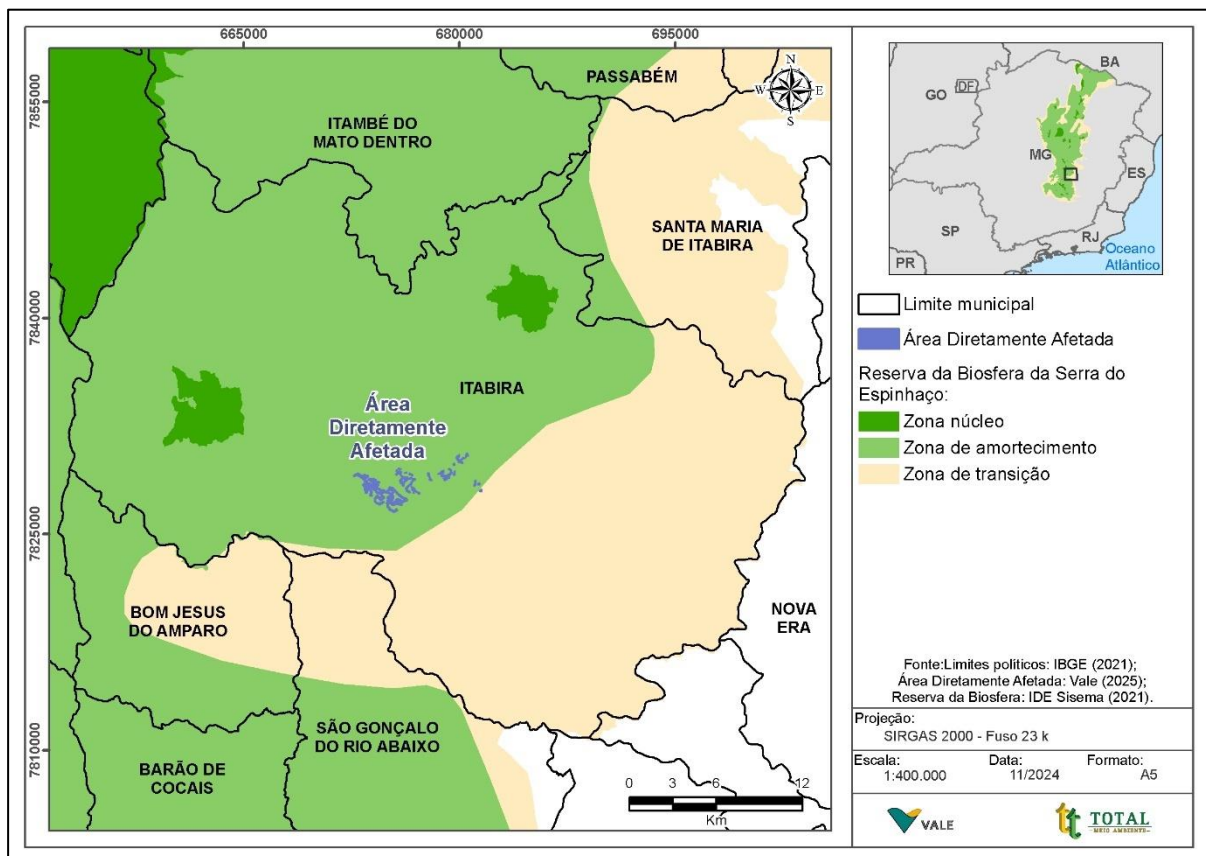 665000
680000
695000
7855000
7840000
7825000
7810000
PASSABÉM
N
W
E
S
ITAMBÉ DO
MATO DENTRO
SANTA MARIA
DE ITABIRA
ITABIRA
Área
Diretamente
Afetada
BOM JESUS
DO AMPARO
NOVA
ERA
SÃO GONÇALO
DO RIO ABAIXO
BARÃO DE
COCAIS
0 3 6 12
Km
BA
GO
DF
MG
ES
SP
RJ
PR
Oceano
Atlântico
Limite municipal
Área Diretamente Afetada
Reserva da Biosfera da Serra do
Espinhaço:
Zona núcleo
Zona de amortecimento
Zona de transição
Fonte:Limites politicos: IBGE (2021);
Área Diretamente Afetada: Vale (2025);
Reserva da Biosfera: IDE Sisema (2021).
Projeção:
SIRGAS 2000 - Fuso 23 k
Escala: Data: Formato:
1:400.000 11/2024 A5
VALE
TOTAL
MEIO AMBIENTE